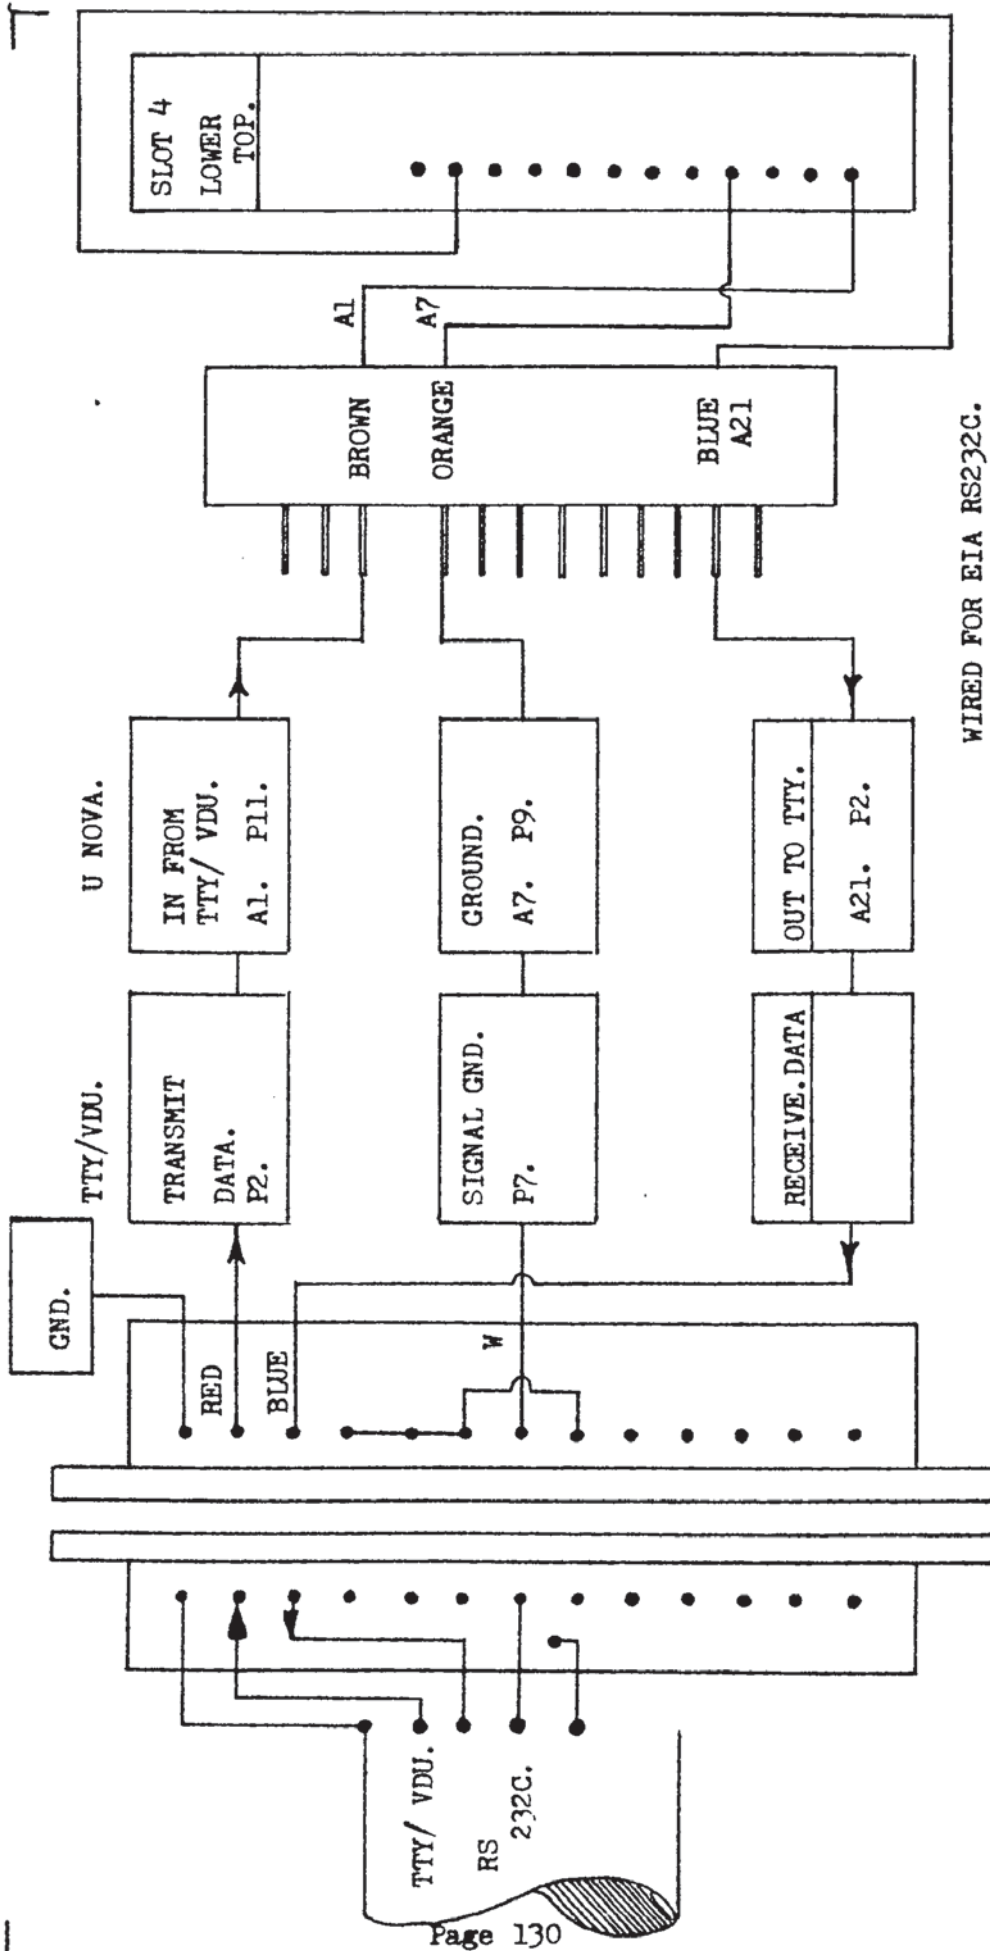 GND.
TTY/VDU.
U NOVA.
TRANSMIT
DATA.
P2.
IN FROM
TTY/ VDU.
A1. P11.
SLOT 4
LOWER
TOP.
RED
BLUE
W
SIGNAL GND.
P7.
GROUND.
A7. P9.
BROWN
ORANGE
BLUE
A21
A1
A7
RECEIVE.DATA
OUT TO TTY.
A21. P2.
TTY/ VDU.
RS
232C.
WIRED FOR EIA RS232C.
Page 130